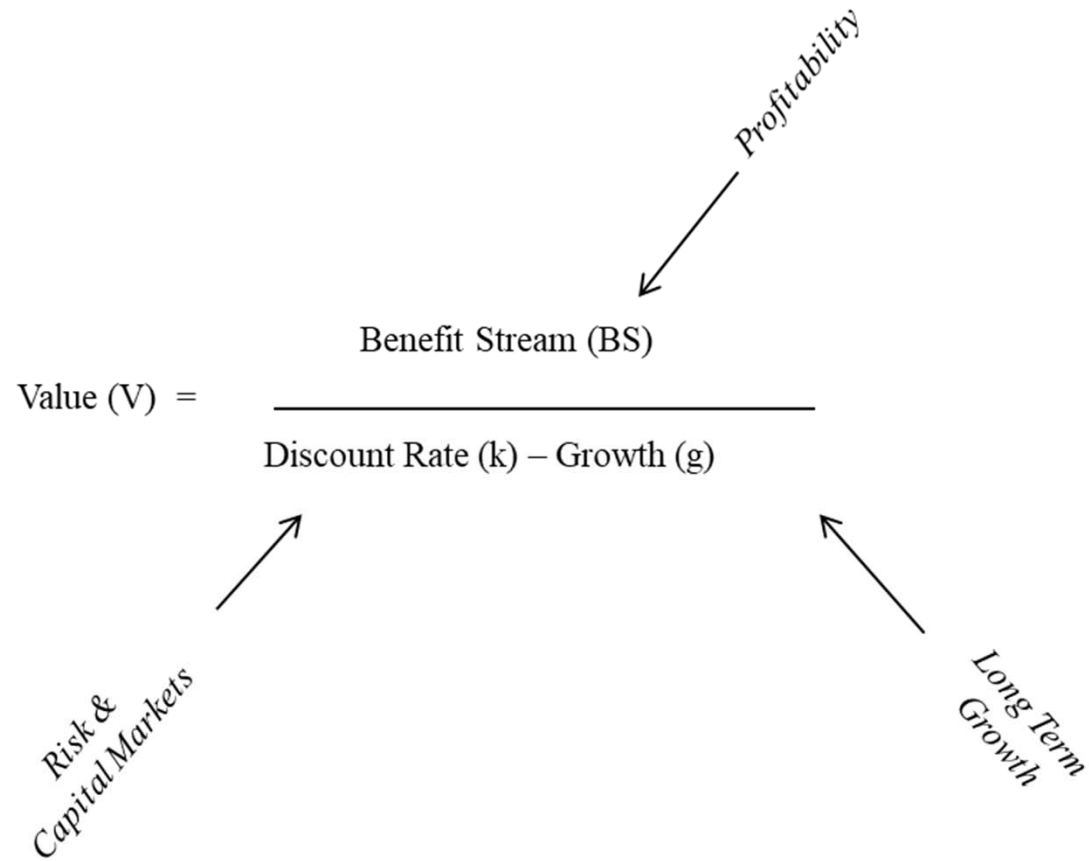 Profitability
Benefit Stream (BS)
Value (V) =
Discount Rate (k) – Growth (g)
Risk &
Capital Markets
Long Term
Growth